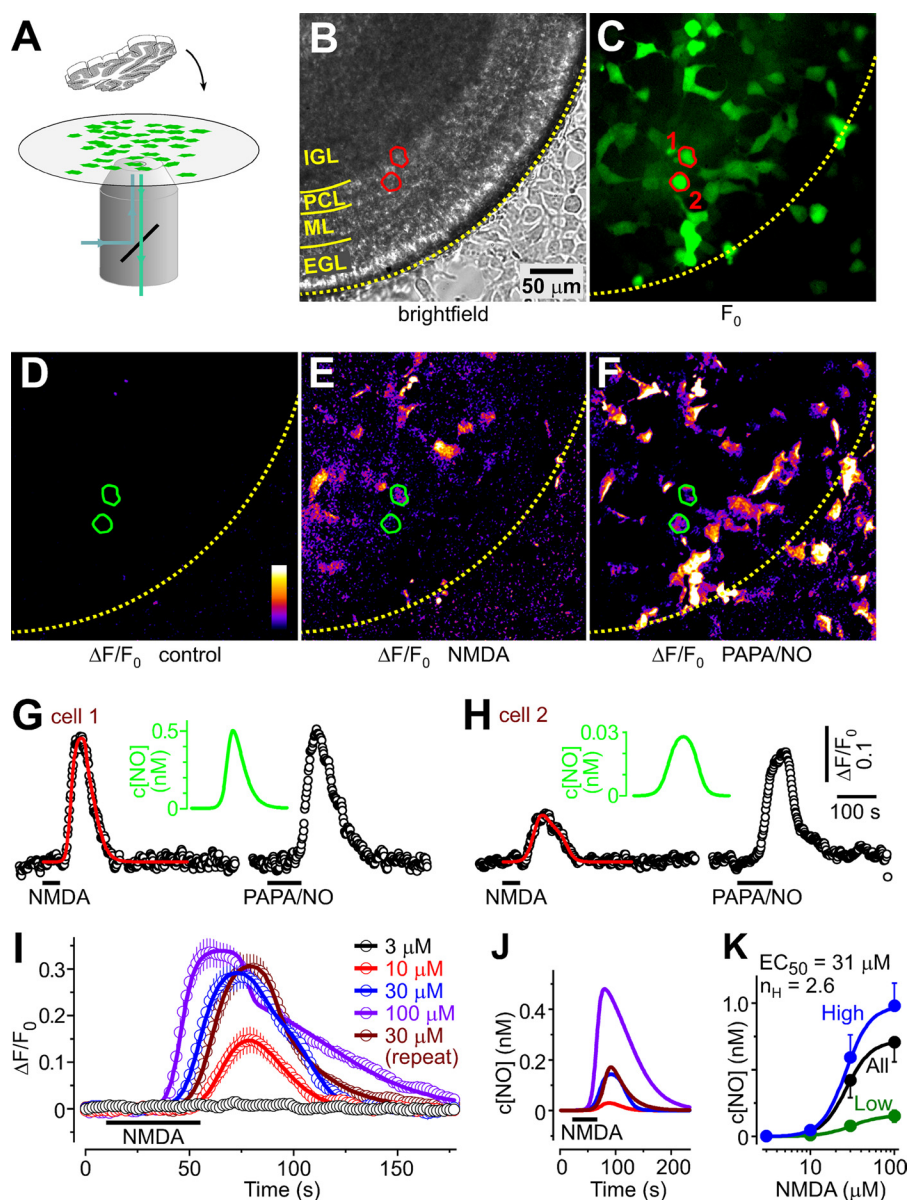 A
B
C
IGL
PCL
ML
EGL
50 μm
1
2
brightfield
F0
D
E
F
ΔF/F0 control
ΔF/F0 NMDA
ΔF/F0 PAPA/NO
G
cell 1
0.5
0
c[NO]
(nM)
NMDA
PAPA/NO
H
cell 2
0.03
0
c[NO]
(nM)
NMDA
PAPA/NO
ΔF/F0
0.1
100 s
I
3 μM
10 μM
30 μM
100 μM
30 μM
(repeat)
0.3
0.2
0.1
0
ΔF/F0
NMDA
0
50
100
150
Time (s)
J
0.4
0.2
0
c[NO] (nM)
NMDA
0
100
200
Time (s)
K
EC50 = 31 μM
nH = 2.6
High
All
Low
1.0
0.5
0
c[NO] (nM)
10
100
NMDA (μM)